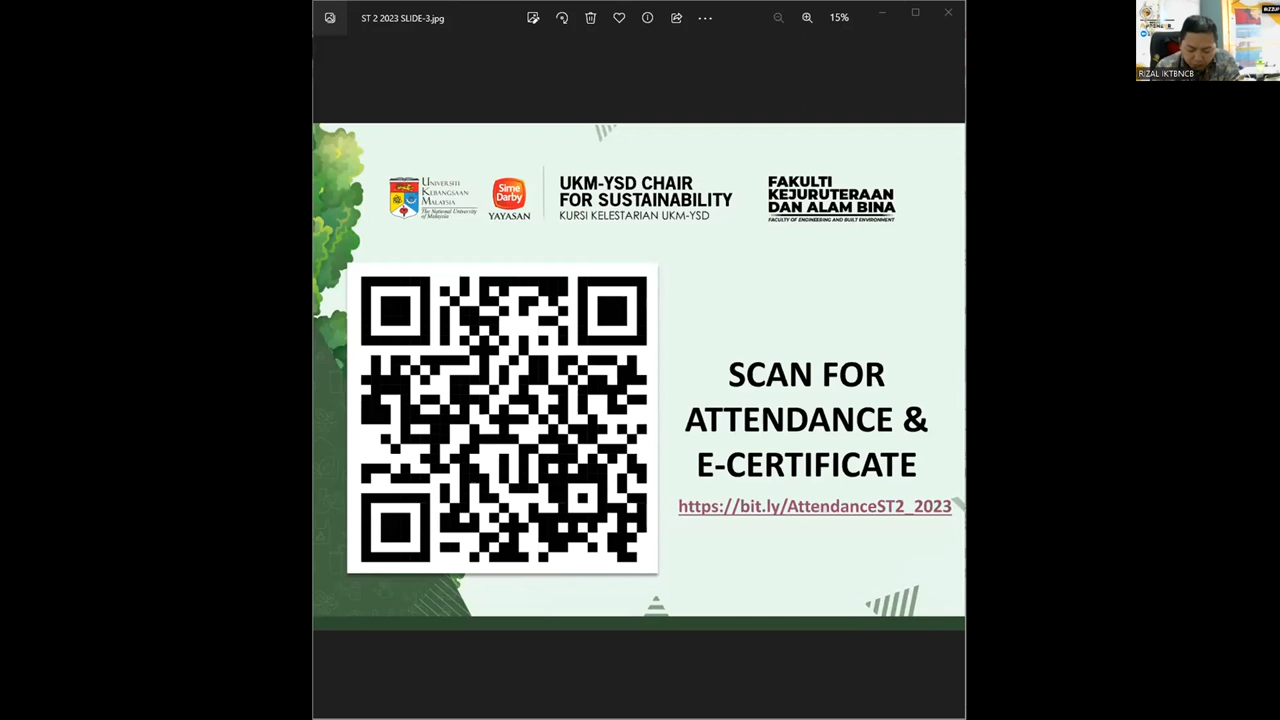 ST 2 2023 SLIDE-3.jpg
15%
RIZAL IKTBNCB
UNIVERSITI
KEBANGSAAN
MALAYSIA
The National University
of Malaysia
Sime
Darby
YAYASAN
UKM-YSD CHAIR
FOR SUSTAINABILITY
KURSI KELESTARIAN UKM-YSD
FAKULTI
KEJURUTERAAN
DAN ALAM BINA
FACULTY OF ENGINEERING AND BUILT ENVIRONMENT
SCAN FOR
ATTENDANCE &
E-CERTIFICATE
https://bit.ly/AttendanceST2_2023